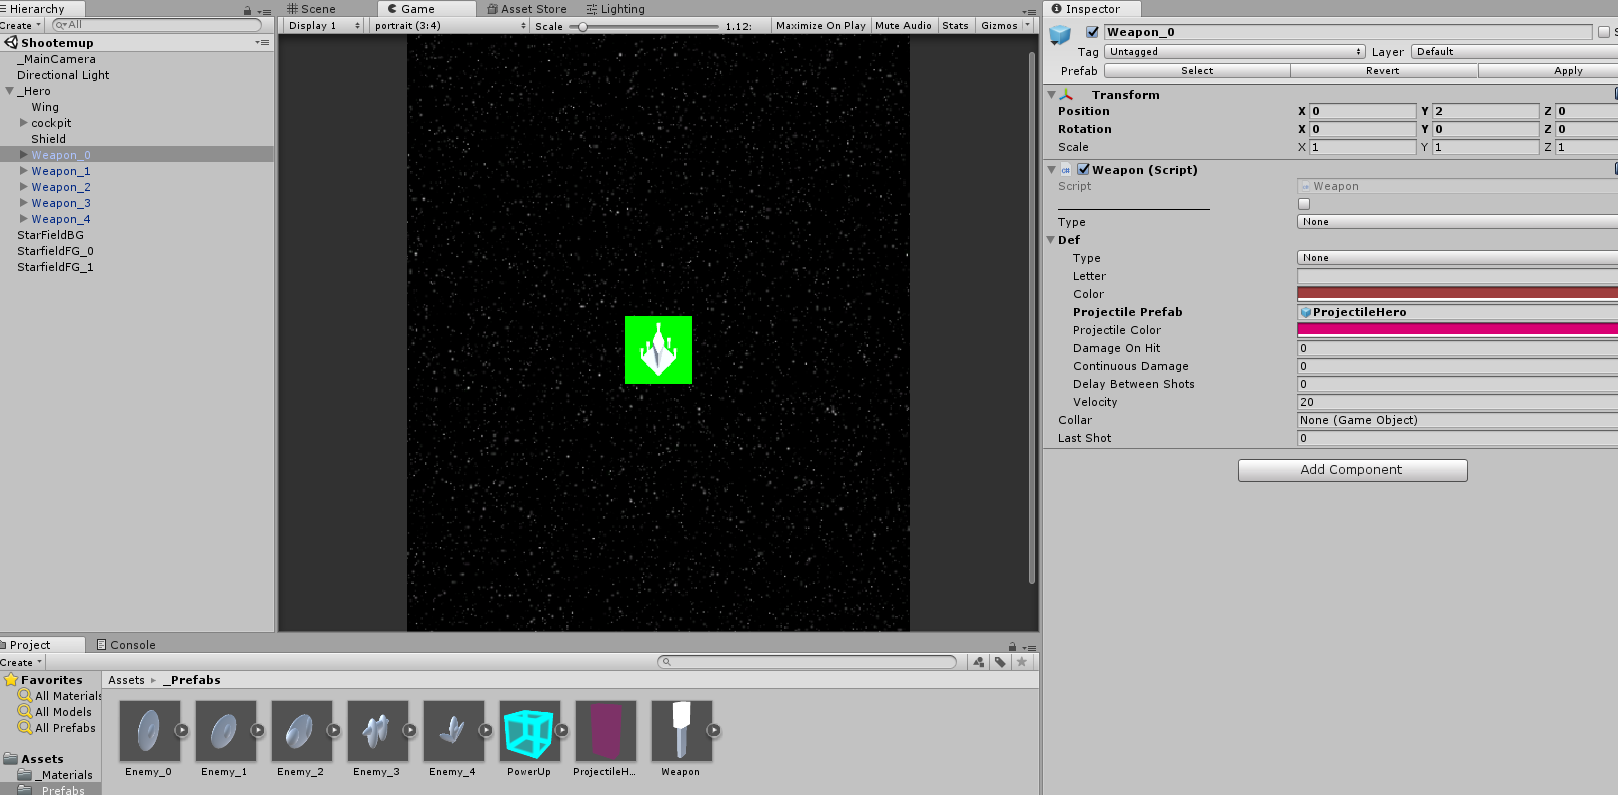 Hierarchy
Create
All
Shootemup
_MainCamera
Directional Light
_Hero
Wing
cockpit
Shield
Weapon_0
Weapon_1
Weapon_2
Weapon_3
Weapon_4
StarFieldBG
StarfieldFG_0
StarfieldFG_1
Scene Game Asset Store Lighting
Display 1 portrait (3:4) Scale 1.12: Maximize On Play Mute Audio Stats Gizmos
Inspector
Weapon_0
Tag Untagged Layer Default
Prefab Select Revert Apply
Transform
Position X 0 Y 2 Z 0
Rotation X 0 Y 0 Z 0
Scale X 1 Y 1 Z 1
Weapon (Script)
Script Weapon
Type None
Def
Type None
Letter
Color
Projectile Prefab ProjectileHero
Projectile Color
Damage On Hit 0
Continuous Damage 0
Delay Between Shots 0
Velocity 20
Collar None (Game Object)
Last Shot 0
Add Component
Project Console
Create
Favorites
All Materials
All Models
All Prefabs
Assets
_Materials
_Prefabs
Assets _Prefabs
Enemy_0 Enemy_1 Enemy_2 Enemy_3 Enemy_4 PowerUp ProjectileH... Weapon